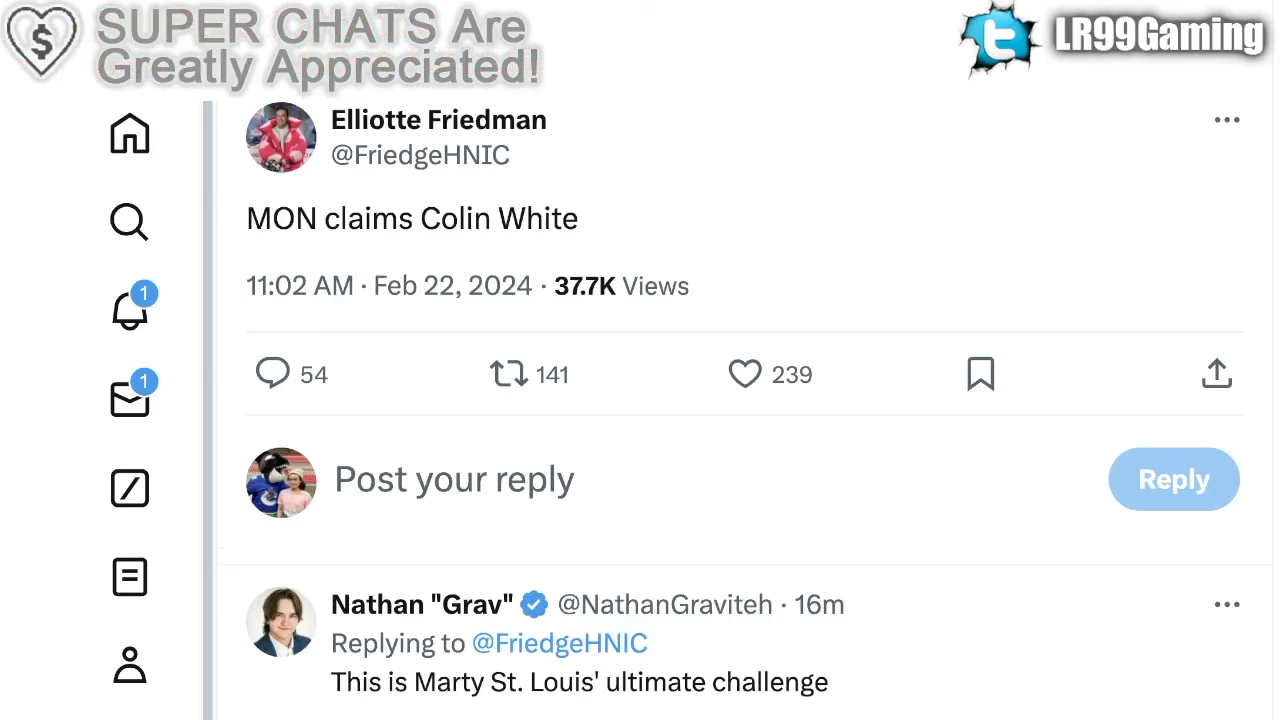 SUPER CHATS Are
Greatly Appreciated!
LR99Gaming
Elliotte Friedman
@FriedgeHNIC
MON claims Colin White
11:02 AM · Feb 22, 2024 · 37.7K Views
54 141 239
1
1
Post your reply
Reply
Nathan "Grav" @NathanGraviteh · 16m
Replying to @FriedgeHNIC
This is Marty St. Louis' ultimate challenge